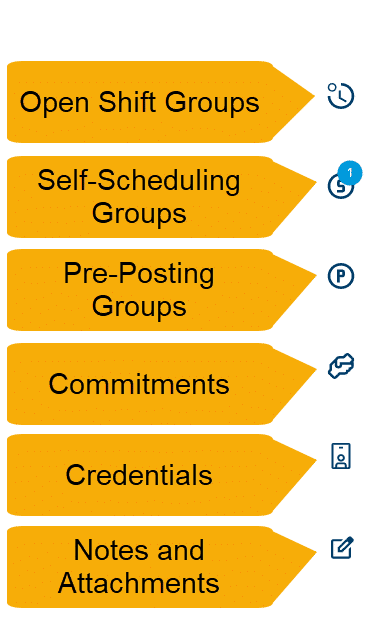 Open Shift Groups
Self-Scheduling
Groups
1
S
Pre-Posting
Groups
P
Commitments
Credentials
Notes and
Attachments